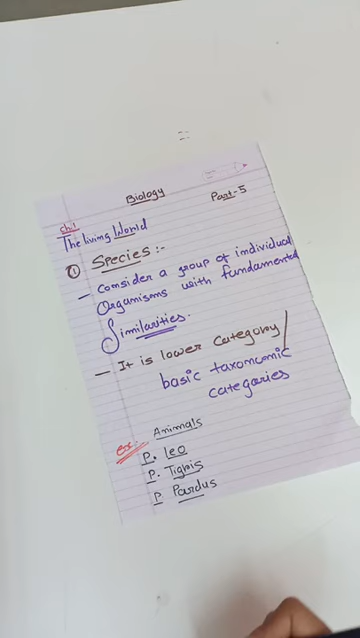 Biology
Part-5
Ch:1
The living World
① Species:-
- Consider a group of individual
Organisms with fundamental
Similarities.
- It is lower category/
basic taxonomic
categories
Ex: Animals
P. leo
P. Tigris
P Pardus